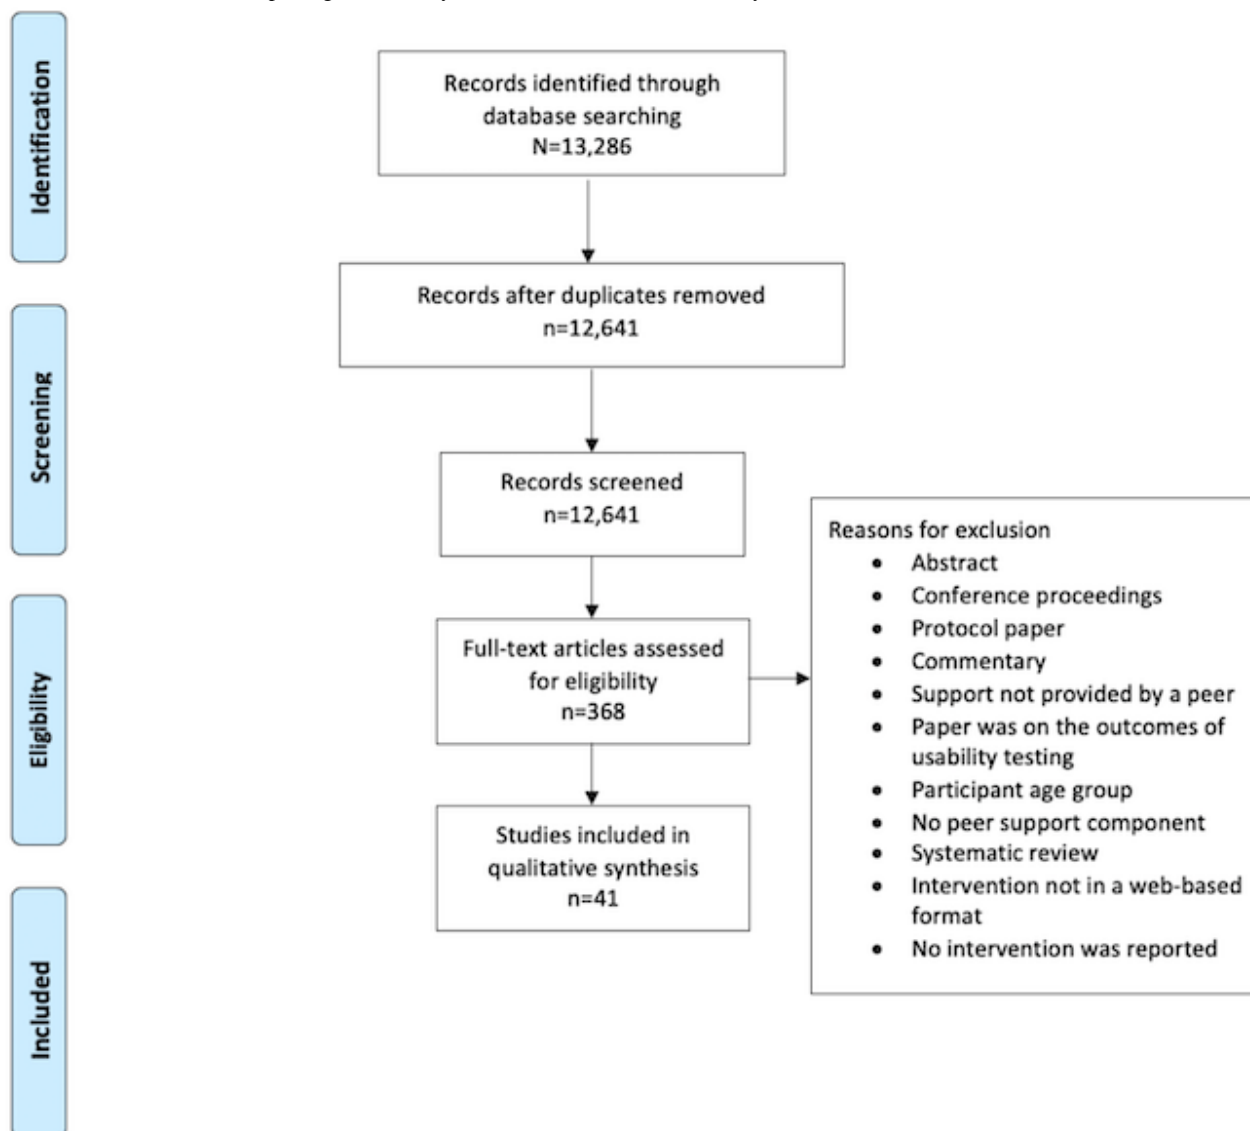 Identification
Records identified through
database searching
N=13,286
Records after duplicates removed
n=12,641
Screening
Records screened
n=12,641
Eligibility
Full-text articles assessed
for eligibility
n=368
Reasons for exclusion
• Abstract
• Conference proceedings
• Protocol paper
• Commentary
• Support not provided by a peer
• Paper was on the outcomes of
usability testing
• Participant age group
• No peer support component
• Systematic review
• Intervention not in a web-based
format
• No intervention was reported
Studies included in
qualitative synthesis
n=41
Included